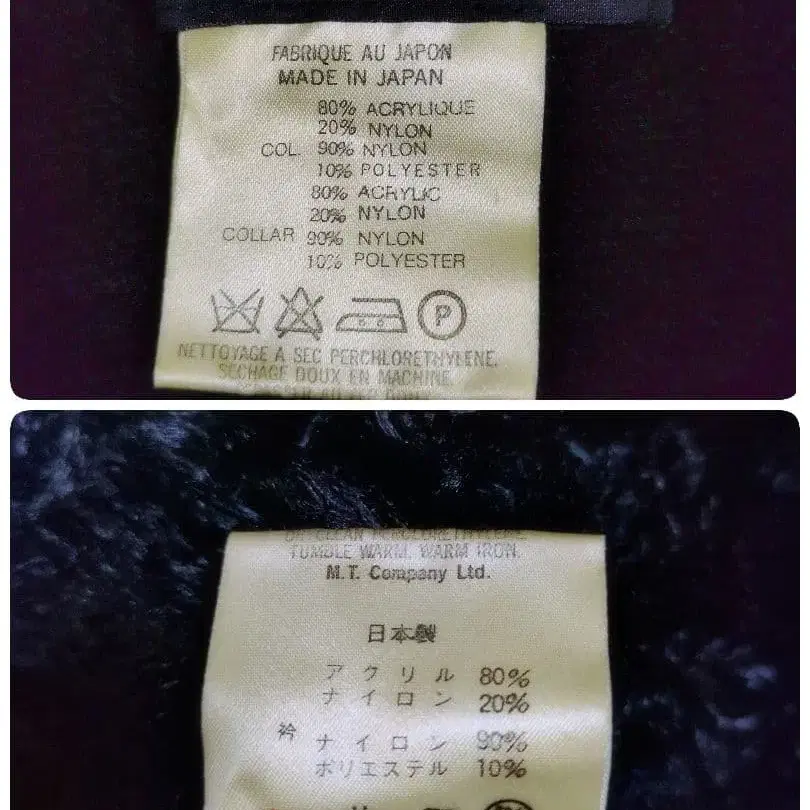 FABRIQUE AU JAPON
MADE IN JAPAN
80% ACRYLIQUE
20% NYLON
COL. 90% NYLON
10% POLYESTER
80% ACRYLIC
20% NYLON
COLLAR 90% NYLON
10% POLYESTER
P
NETTOYAGE A SEC PERCHLORETHYLENE.
SECHAGE DOUX EN MACHINE.
TUMBLE WARM. WARM IRON.
M.T. Company Ltd.
日本製
アクリル 80%
ナイロン 20%
衿 ナイロン 90%
ポリエステル 10%